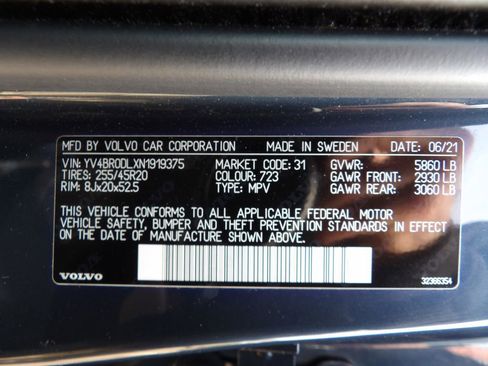 MFD BY VOLVO CAR CORPORATION MADE IN SWEDEN DATE: 06/21
VIN: YV4BR0DLXN1919375 MARKET CODE: 31 GVWR: 5860 LB
TIRES: 255/45R20 COLOUR: 723 GAWR FRONT: 2930 LB
RIM: 8Jx20x52.5 TYPE: MPV GAWR REAR: 3060 LB
THIS VEHICLE CONFORMS TO ALL APPLICABLE FEDERAL MOTOR
VEHICLE SAFETY, BUMPER AND THEFT PREVENTION STANDARDS IN EFFECT
ON THE DATE OF MANUFACTURE SHOWN ABOVE.
VOLVO 32386354